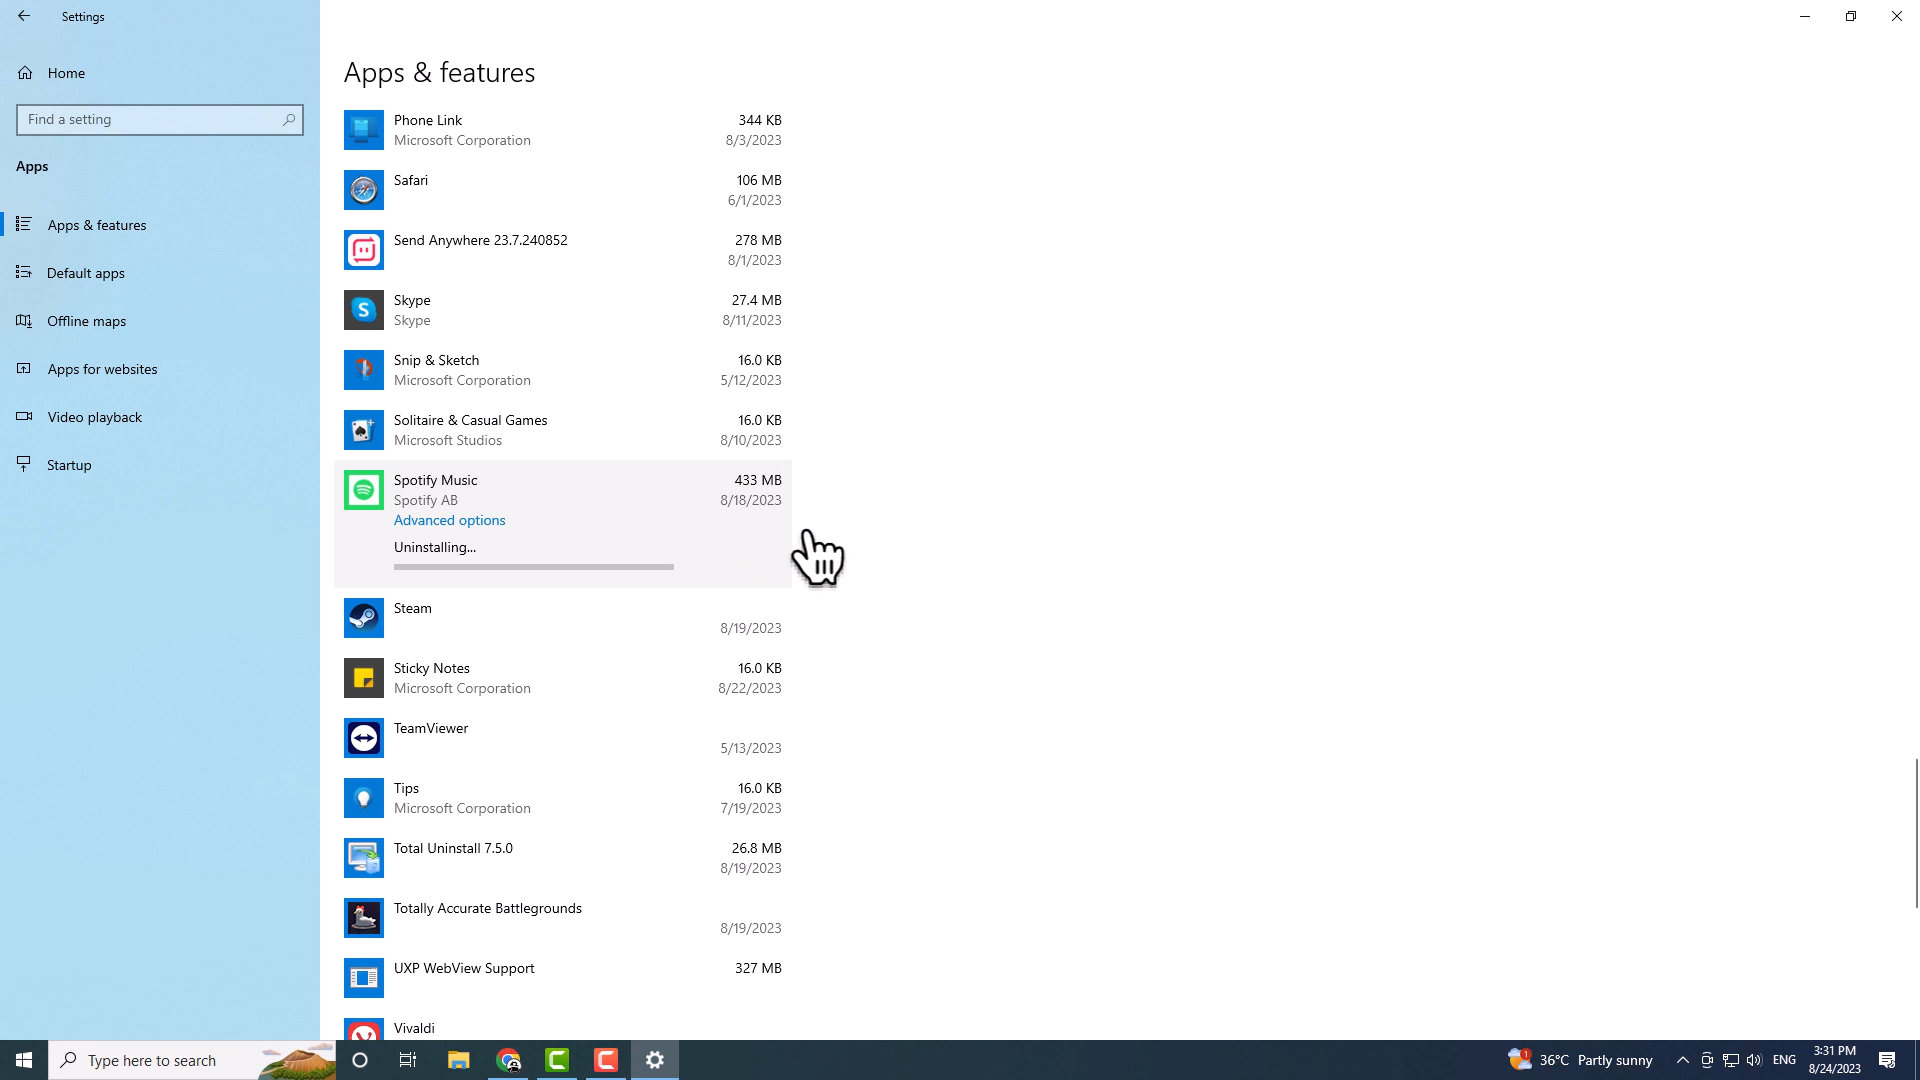 Settings
Home
Find a setting
Apps
Apps & features
Default apps
Offline maps
Apps for websites
Video playback
Startup
Apps & features
Phone Link 344 KB
Microsoft Corporation 8/3/2023
Safari 106 MB
6/1/2023
Send Anywhere 23.7.240852 278 MB
8/1/2023
Skype 27.4 MB
Skype 8/11/2023
Snip & Sketch 16.0 KB
Microsoft Corporation 5/12/2023
Solitaire & Casual Games 16.0 KB
Microsoft Studios 8/10/2023
Spotify Music 433 MB
Spotify AB 8/18/2023
Advanced options
Uninstalling...
Steam
8/19/2023
Sticky Notes 16.0 KB
Microsoft Corporation 8/22/2023
TeamViewer
5/13/2023
Tips 16.0 KB
Microsoft Corporation 7/19/2023
Total Uninstall 7.5.0 26.8 MB
8/19/2023
Totally Accurate Battlegrounds
8/19/2023
UXP WebView Support 327 MB
Vivaldi
Type here to search
1 36°C Partly sunny ENG 3:31 PM
8/24/2023